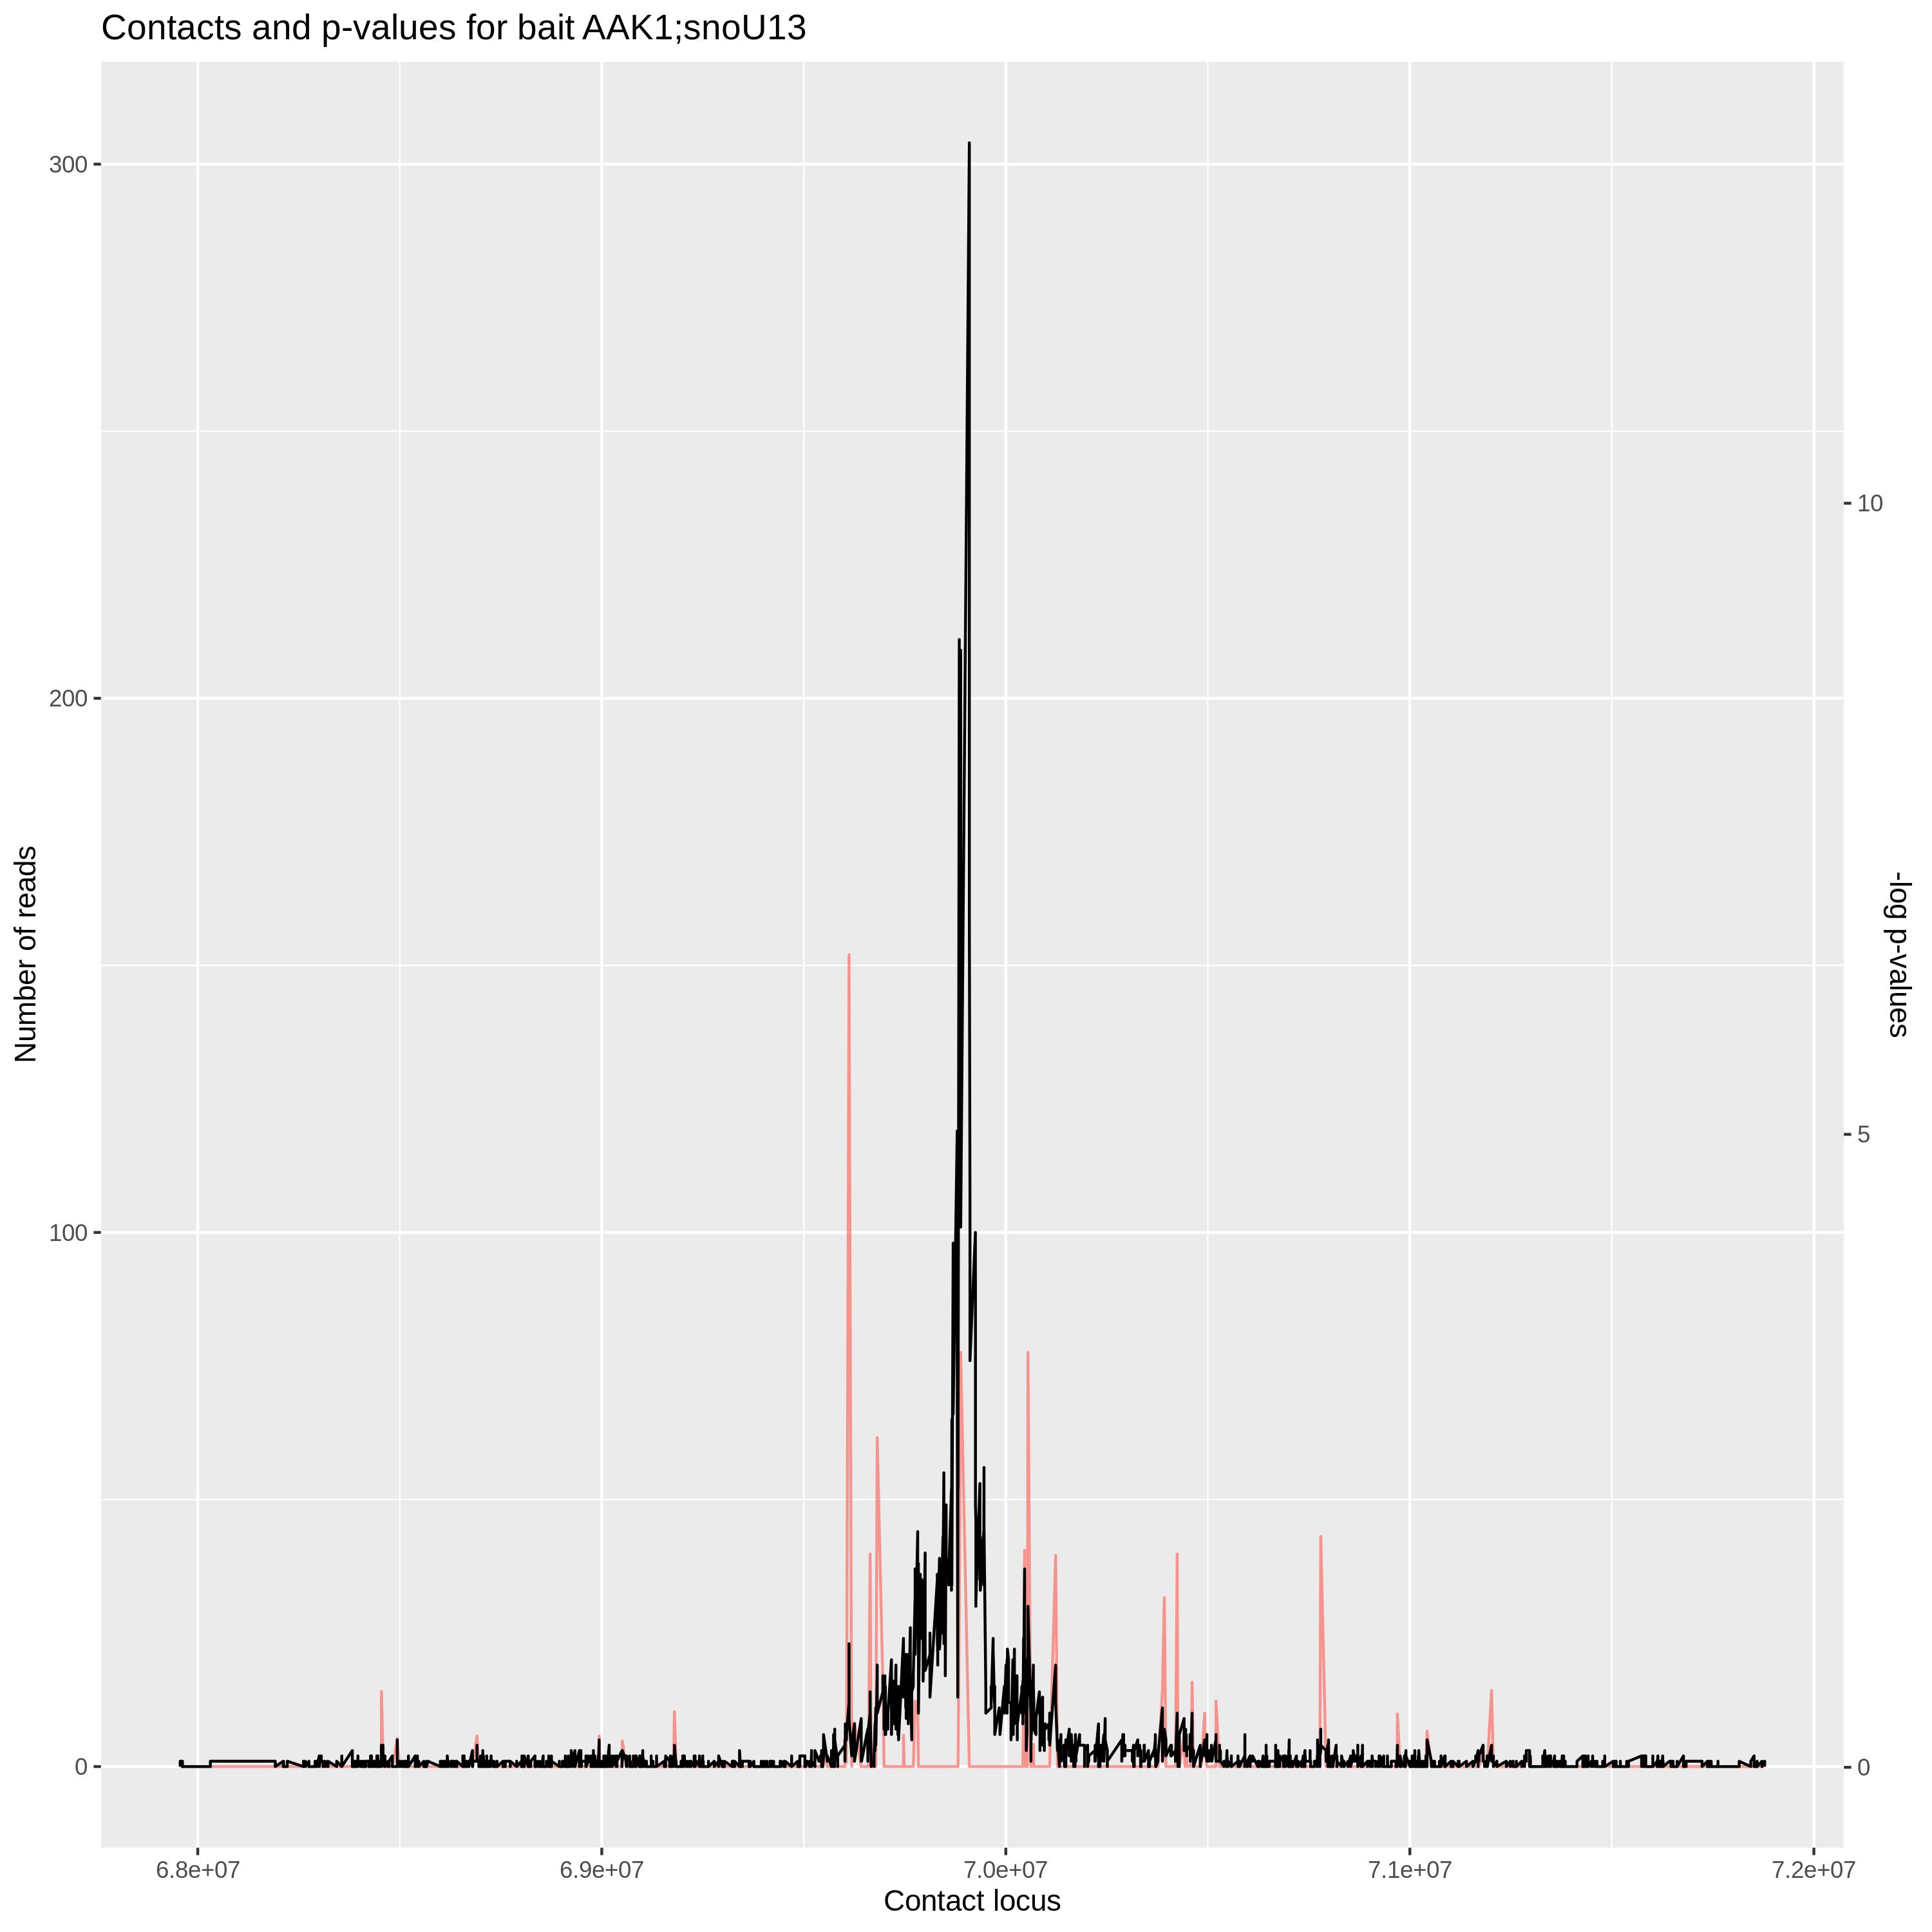 Contacts and p-values for bait AAK1;snoU13
300
200
100
0
Number of reads
10
5
0
-log p-values
6.8e+07
6.9e+07
7.0e+07
7.1e+07
7.2e+07
Contact locus